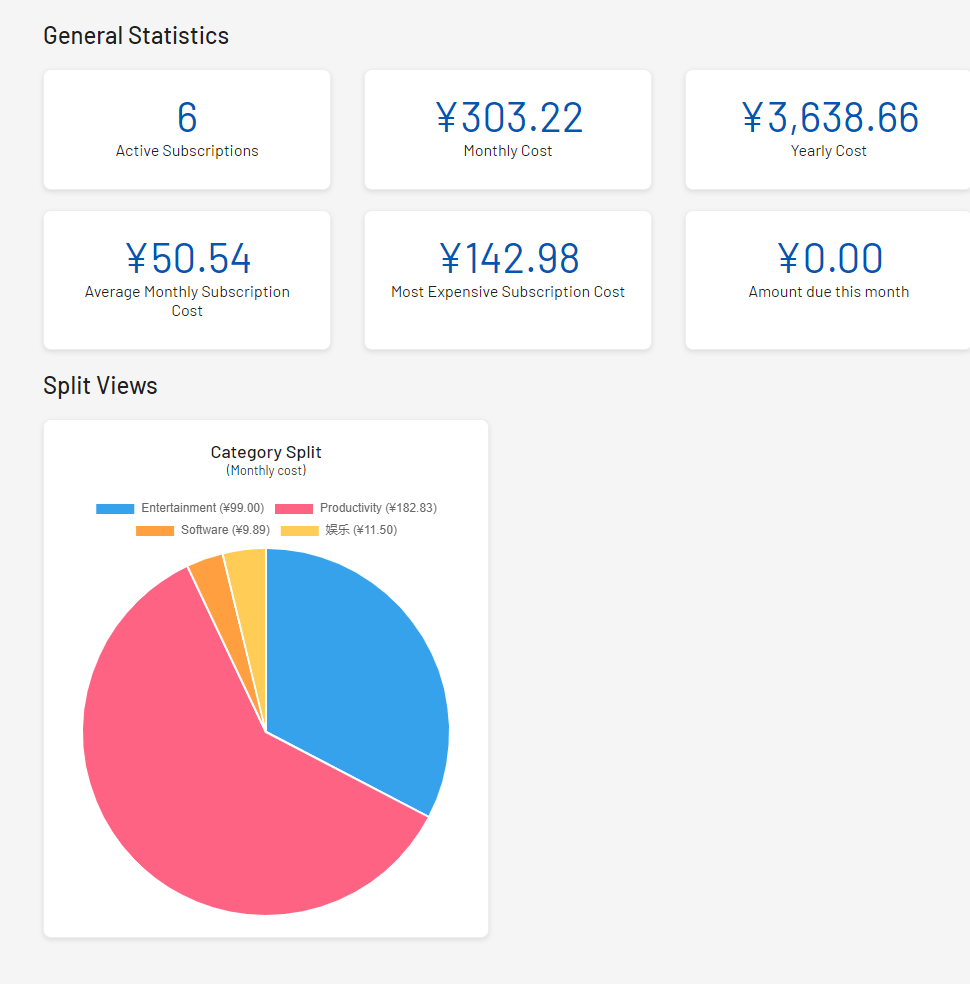 General Statistics
6
Active Subscriptions
¥303.22
Monthly Cost
¥3,638.66
Yearly Cost
¥50.54
Average Monthly Subscription
Cost
¥142.98
Most Expensive Subscription Cost
¥0.00
Amount due this month
Split Views
Category Split
(Monthly cost)
Entertainment (¥99.00) Productivity (¥182.83)
Software (¥9.89) 娱乐 (¥11.50)